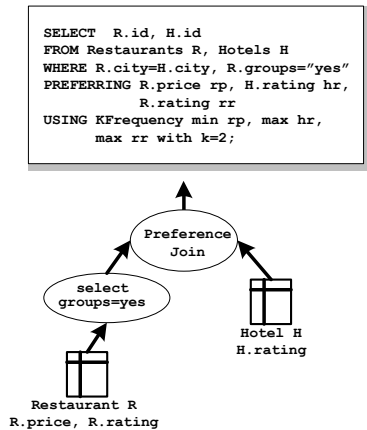 SELECT R.id, H.id
FROM Restaurants R, Hotels H
WHERE R.city=H.city, R.groups=”yes”
PREFERRING R.price rp, H.rating hr,
R.rating rr
USING KFrequency min rp, max hr,
max rr with k=2;
Preference
Join
select
groups=yes
Hotel H
H.rating
Restaurant R
R.price, R.rating